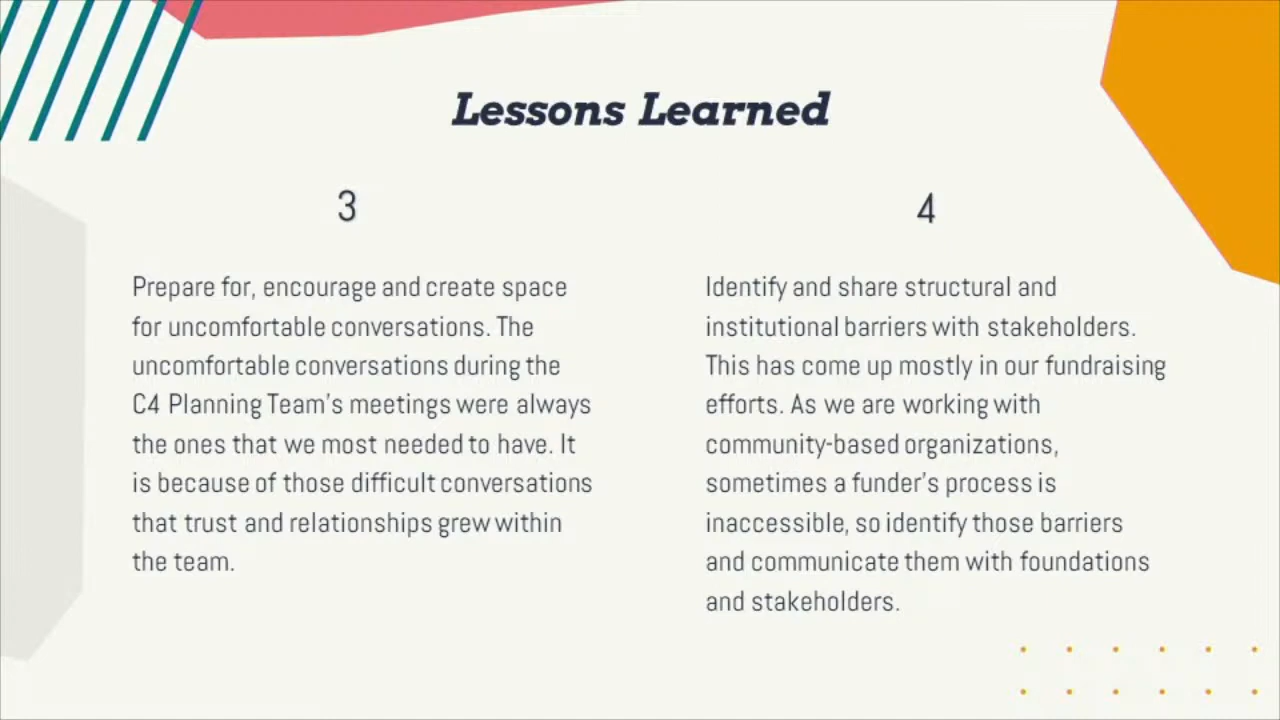 Lessons Learned
3
Prepare for, encourage and create space
for uncomfortable conversations. The
uncomfortable conversations during the
C4 Planning Team's meetings were always
the ones that we most needed to have. It
is because of those difficult conversations
that trust and relationships grew within
the team.
4
Identify and share structural and
institutional barriers with stakeholders.
This has come up mostly in our fundraising
efforts. As we are working with
community-based organizations,
sometimes a funder's process is
inaccessible, so identify those barriers
and communicate them with foundations
and stakeholders.